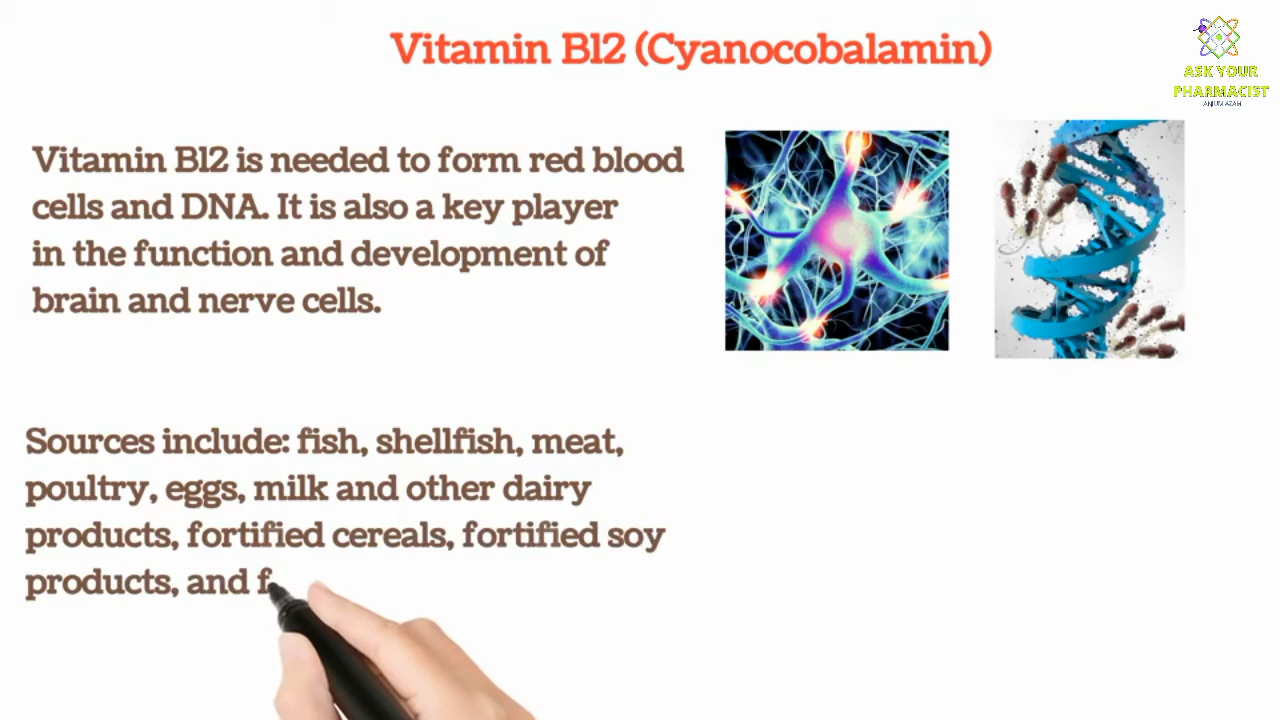 Vitamin B12 (Cyanocobalamin)
ASK YOUR
PHARMACIST
ANJUM AZAM
Vitamin B12 is needed to form red blood
cells and DNA. It is also a key player
in the function and development of
brain and nerve cells.
Sources include: fish, shellfish, meat,
poultry, eggs, milk and other dairy
products, fortified cereals, fortified soy
products, and f